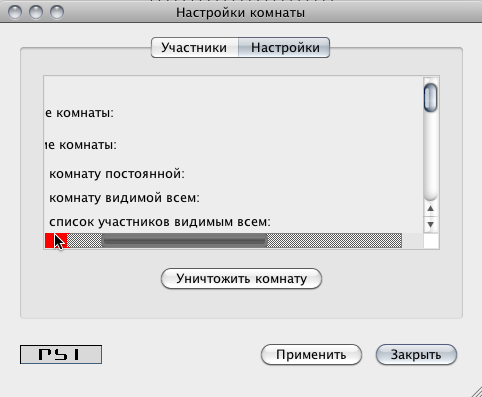 Настройки комнаты
Участники Настройки
е комнаты:
ие комнаты:
комнату постоянной:
комнату видимой всем:
список участников видимым всем:
Уничтожить комнату
PSI Применить Закрыть